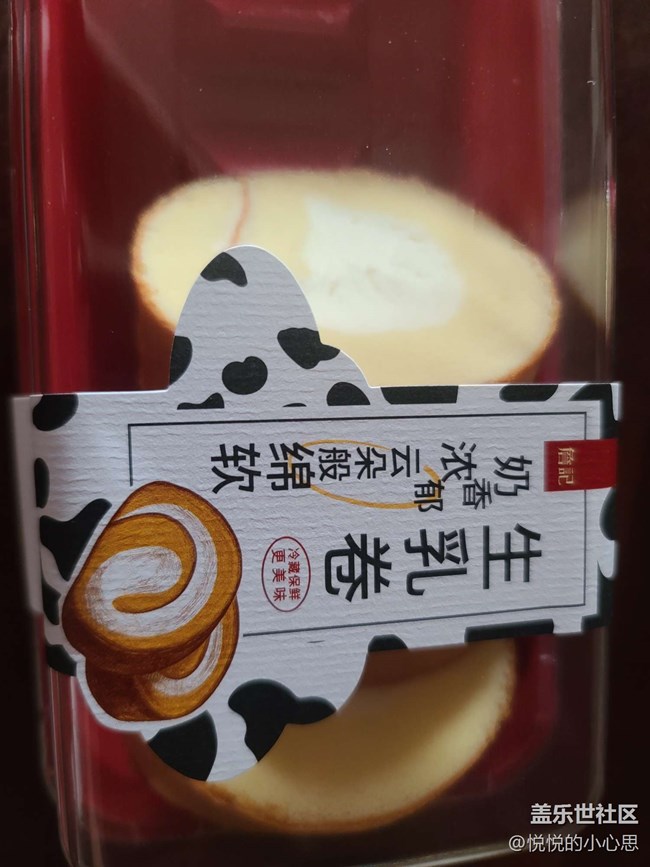 詹記
奶香浓郁
云朵般绵软
生乳卷
冷藏保鲜
更美味
盖乐世社区
@悦悦的小心思